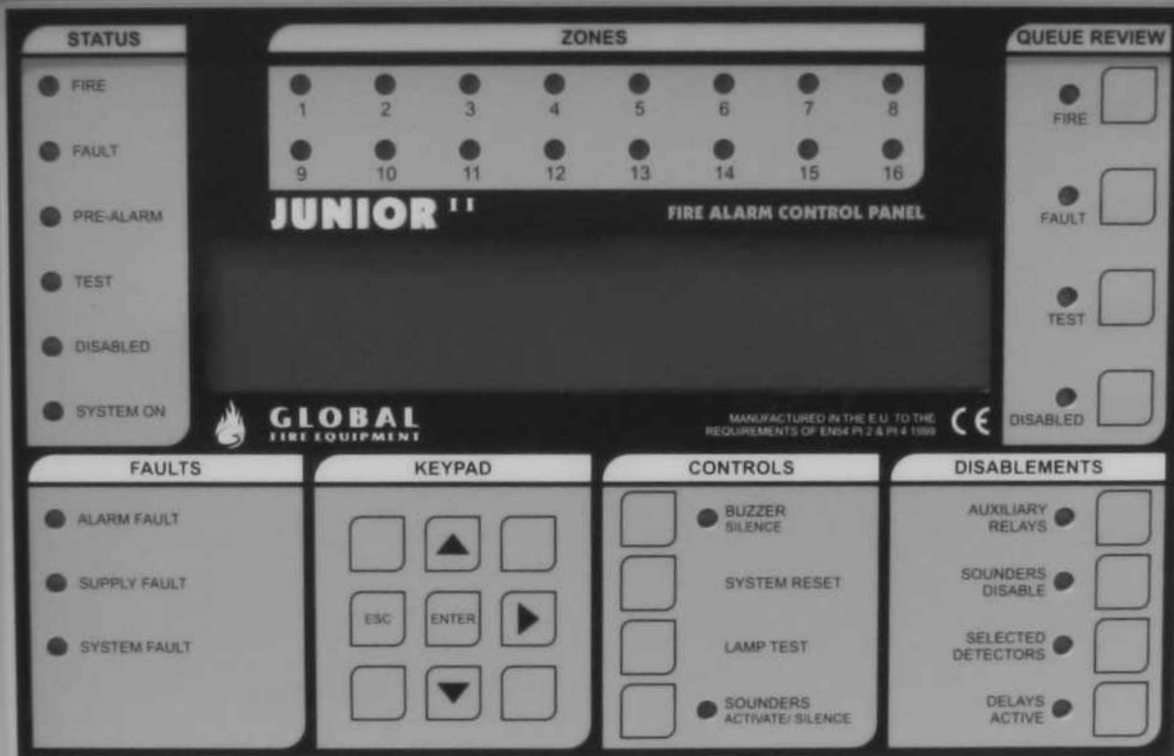 STATUS
FIRE
FAULT
PRE-ALARM
TEST
DISABLED
SYSTEM ON
ZONES
1 2 3 4 5 6 7 8
9 10 11 12 13 14 15 16
JUNIOR II
FIRE ALARM CONTROL PANEL
GLOBAL
FIRE EQUIPMENT
MANUFACTURED IN THE E.U. TO THE
REQUIREMENTS OF EN54 Pt 2 & Pt 4 1999
CE
QUEUE REVIEW
FIRE
FAULT
TEST
DISABLED
FAULTS
ALARM FAULT
SUPPLY FAULT
SYSTEM FAULT
KEYPAD
ESC ENTER
CONTROLS
BUZZER
SILENCE
SYSTEM RESET
LAMP TEST
SOUNDERS
ACTIVATE/ SILENCE
DISABLEMENTS
AUXILIARY
RELAYS
SOUNDERS
DISABLE
SELECTED
DETECTORS
DELAYS
ACTIVE